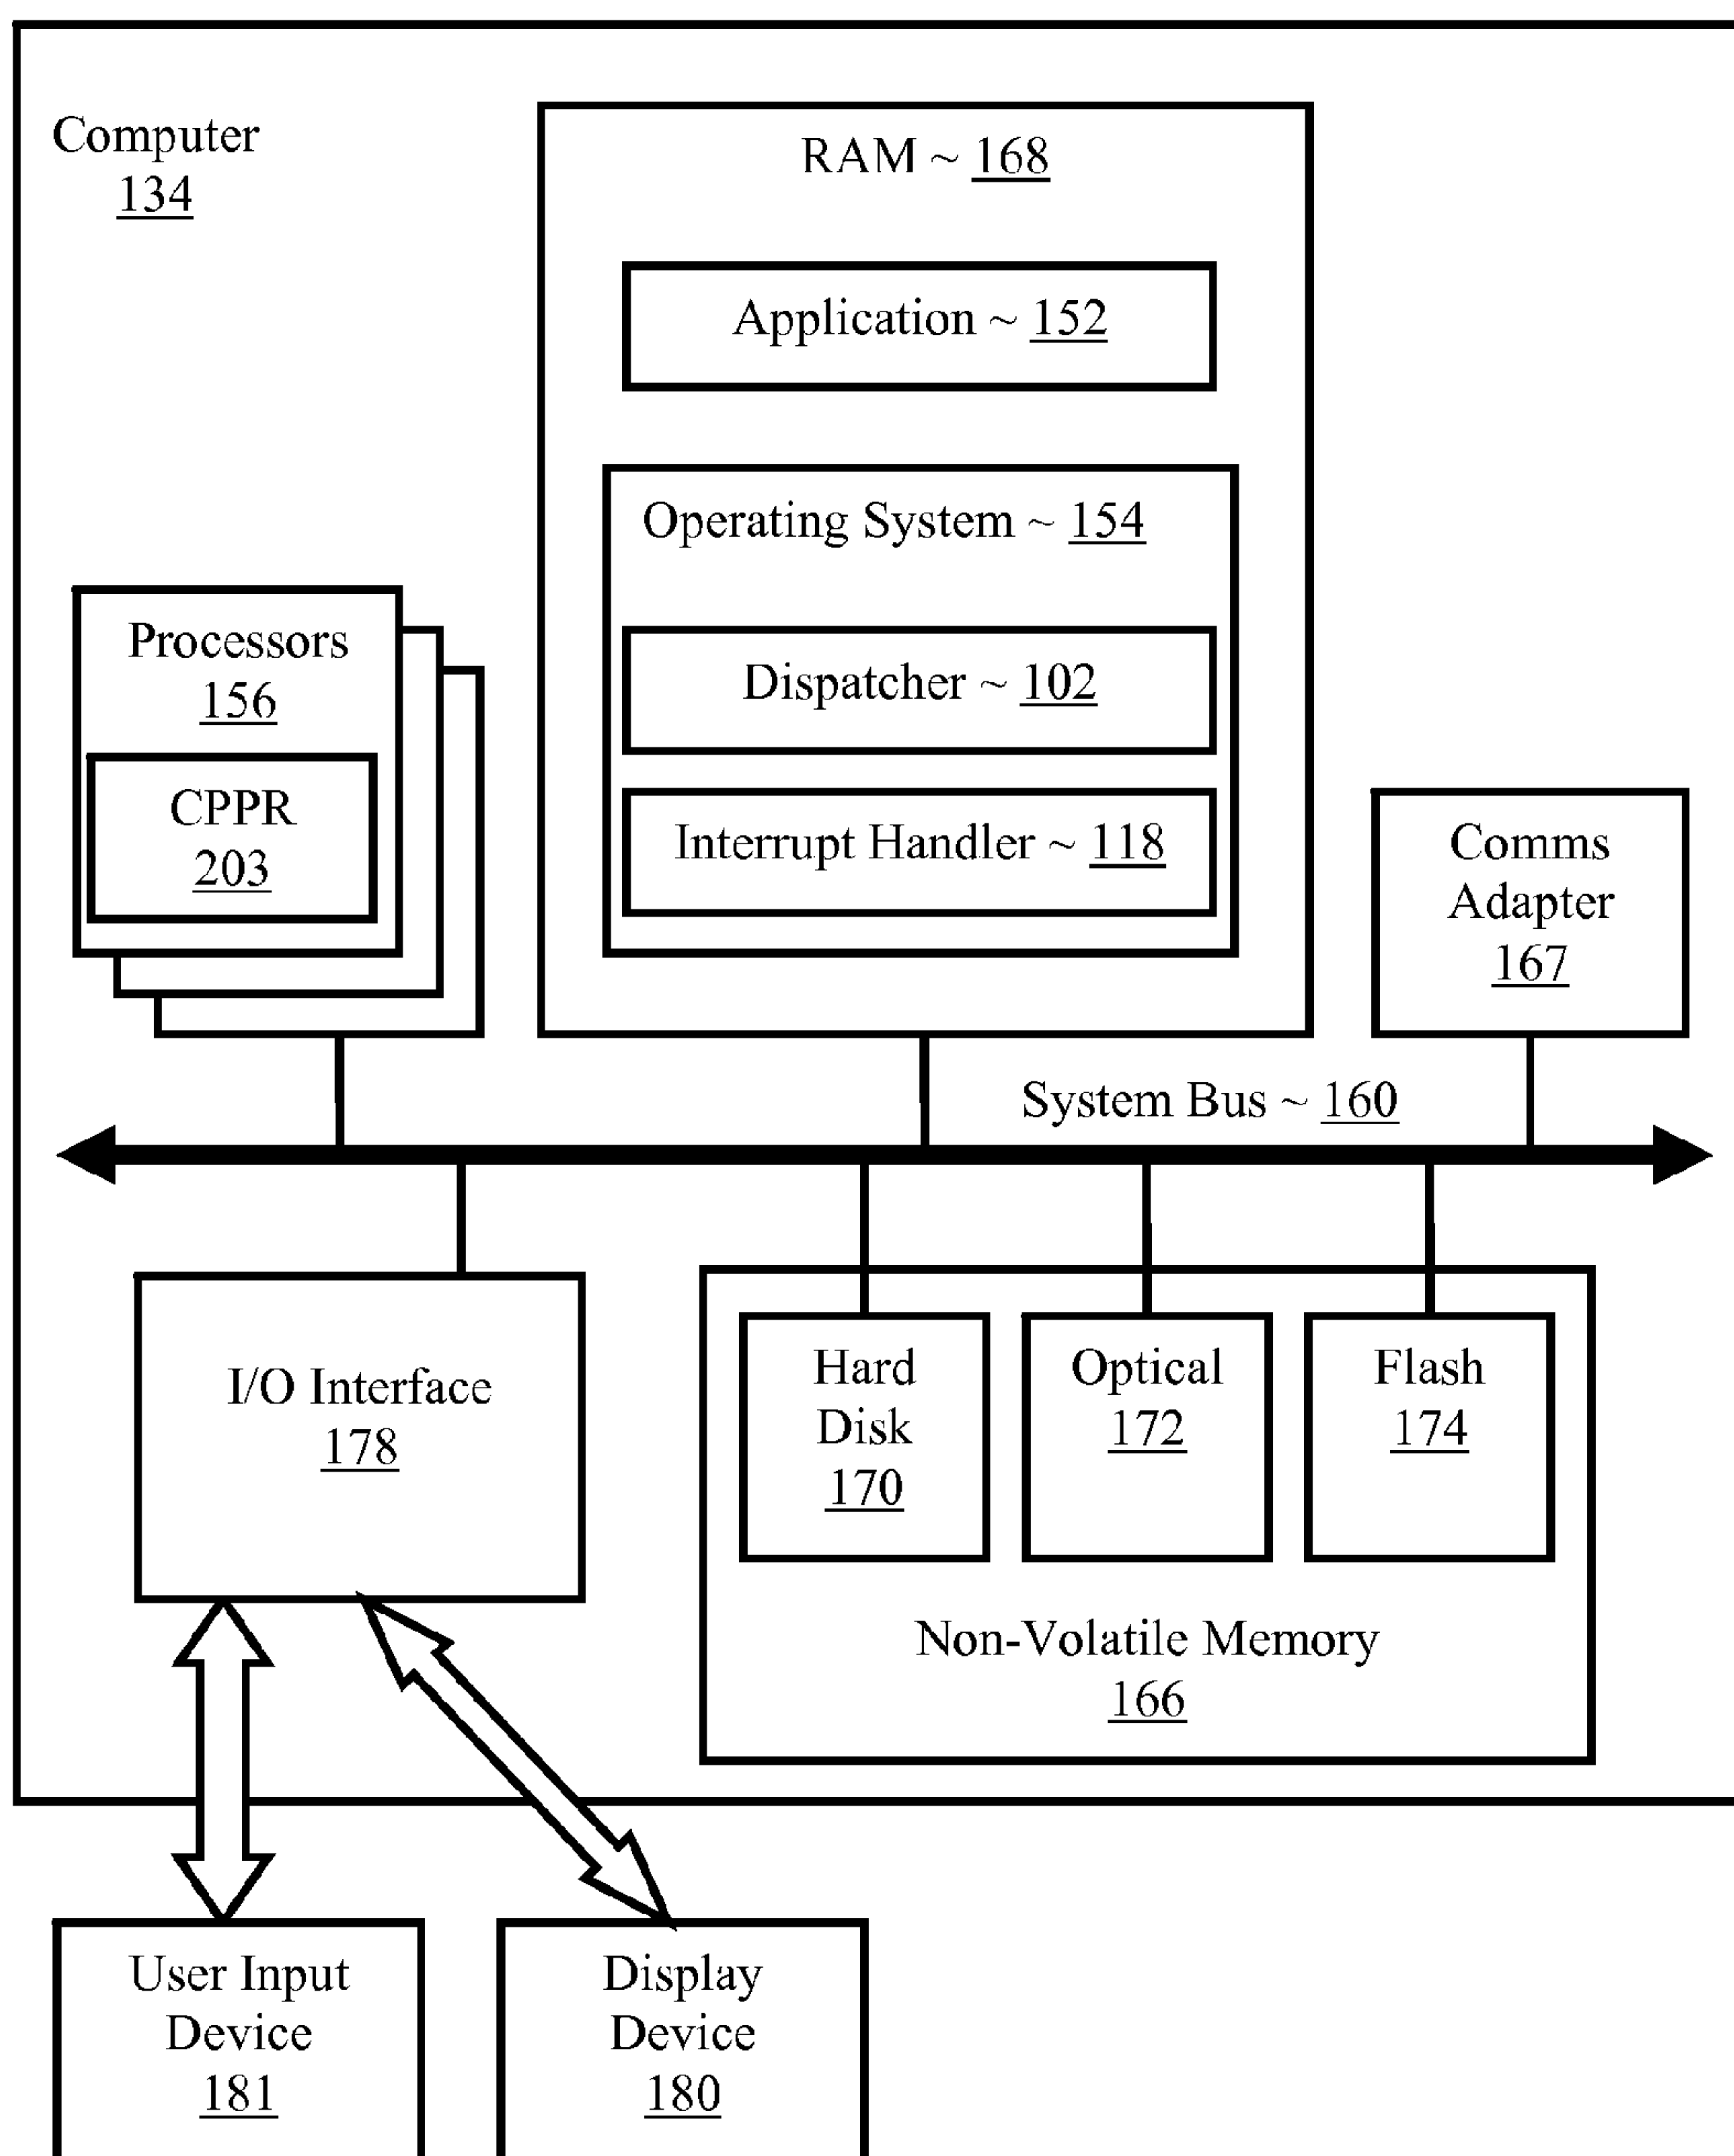 Computer
134
RAM ~ 168
Application ~ 152
Operating System ~ 154
Dispatcher ~ 102
Interrupt Handler ~ 118
Processors
156
CPPR
203
Comms
Adapter
167
System Bus ~ 160
I/O Interface
178
Hard
Disk
170
Optical
172
Flash
174
Non-Volatile Memory
166
User Input
Device
181
Display
Device
180